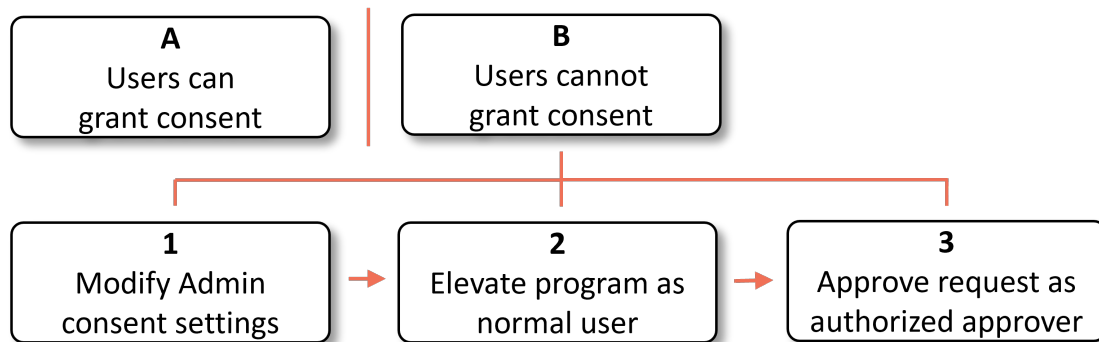 A
Users can
grant consent
B
Users cannot
grant consent
1
Modify Admin
consent settings
2
Elevate program as
normal user
3
Approve request as
authorized approver